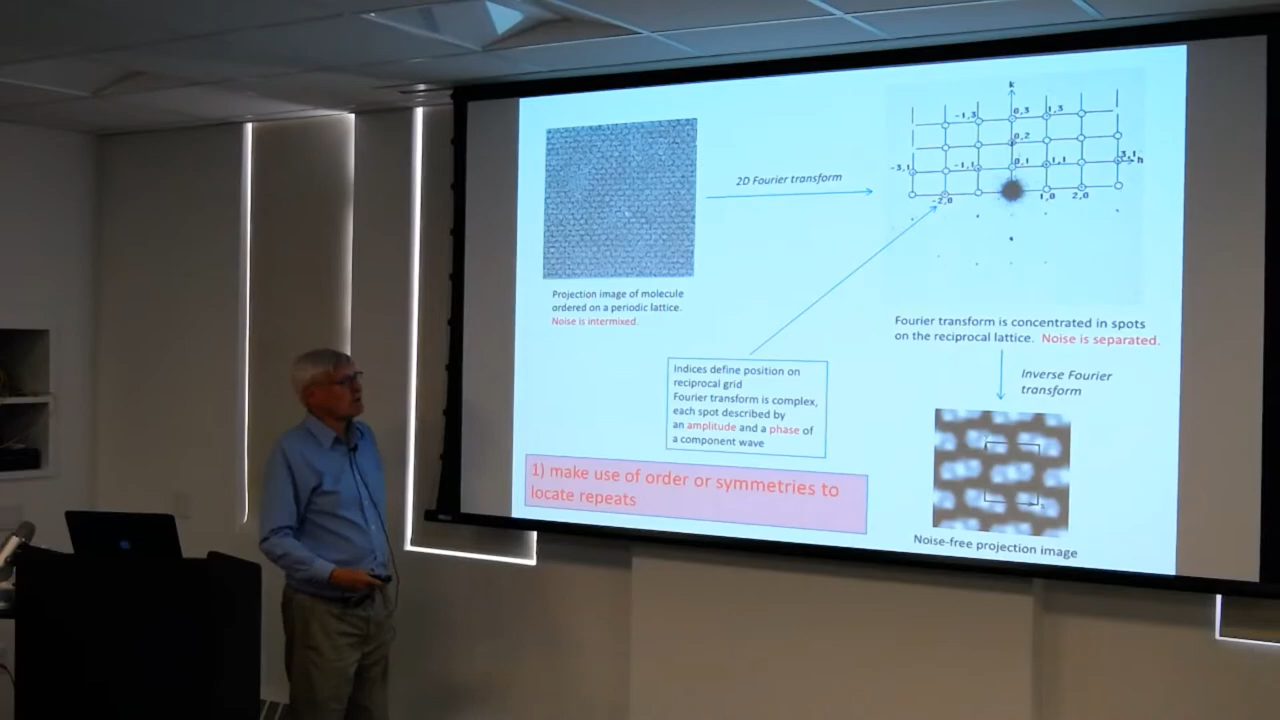 2D Fourier transform
Projection image of molecule
ordered on a periodic lattice.
Noise is intermixed.
k
-1,3
0,3
1,3
0,2
-3,1
-1,1
0,1
1,1
3,1
h
-2,0
1,0
2,0
Fourier transform is concentrated in spots
on the reciprocal lattice. Noise is separated.
Indices define position on
reciprocal grid
Fourier transform is complex,
each spot described by
an amplitude and a phase of
a component wave
Inverse Fourier
transform
1) make use of order or symmetries to
locate repeats
Noise-free projection image